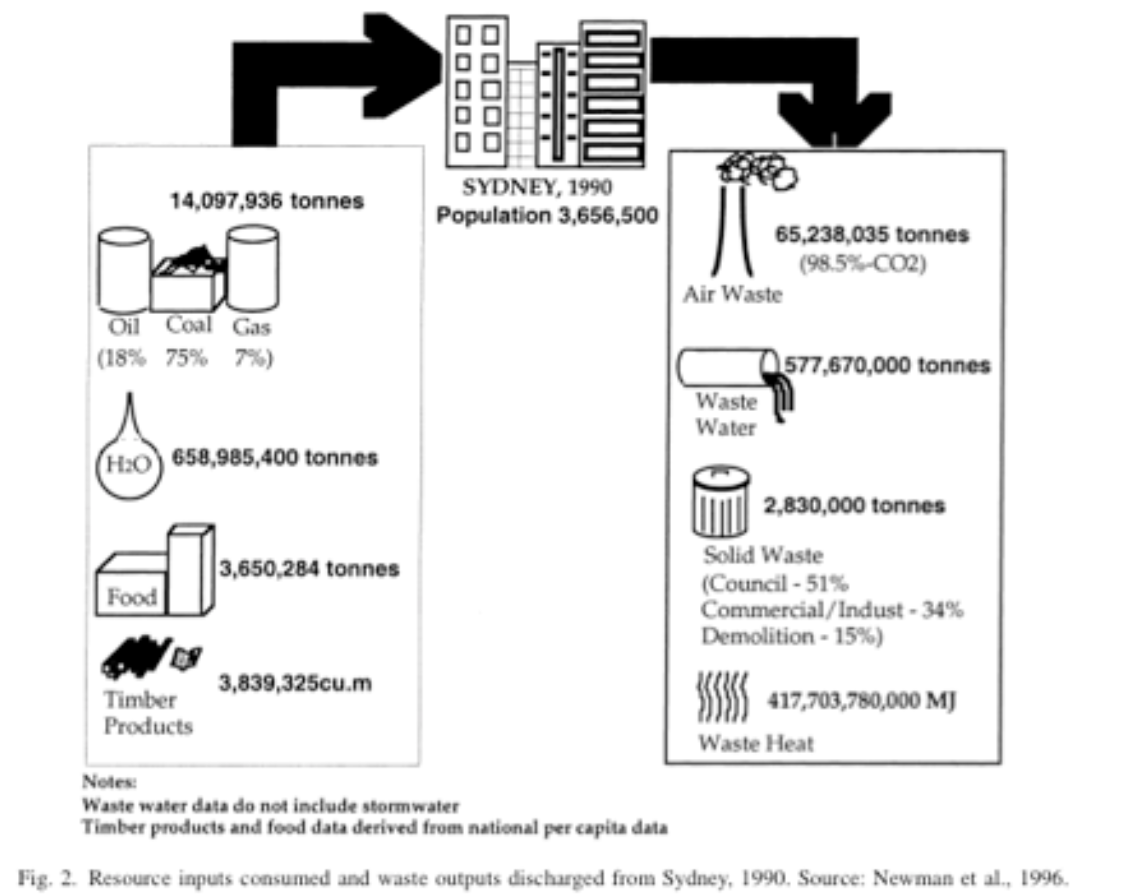 SYDNEY, 1990
Population 3,656,500
14,097,936 tonnes
Oil Coal Gas
(18% 75% 7%)
H2O 658,985,400 tonnes
Food 3,650,284 tonnes
3,839,325cu.m
Timber
Products
65,238,035 tonnes
(98.5%-CO2)
Air Waste
577,670,000 tonnes
Waste
Water
2,830,000 tonnes
Solid Waste
(Council - 51%
Commercial/Indust - 34%
Demolition - 15%)
417,703,780,000 MJ
Waste Heat
Notes:
Waste water data do not include stormwater
Timber products and food data derived from national per capita data
Fig. 2. Resource inputs consumed and waste outputs discharged from Sydney, 1990. Source: Newman et al., 1996.